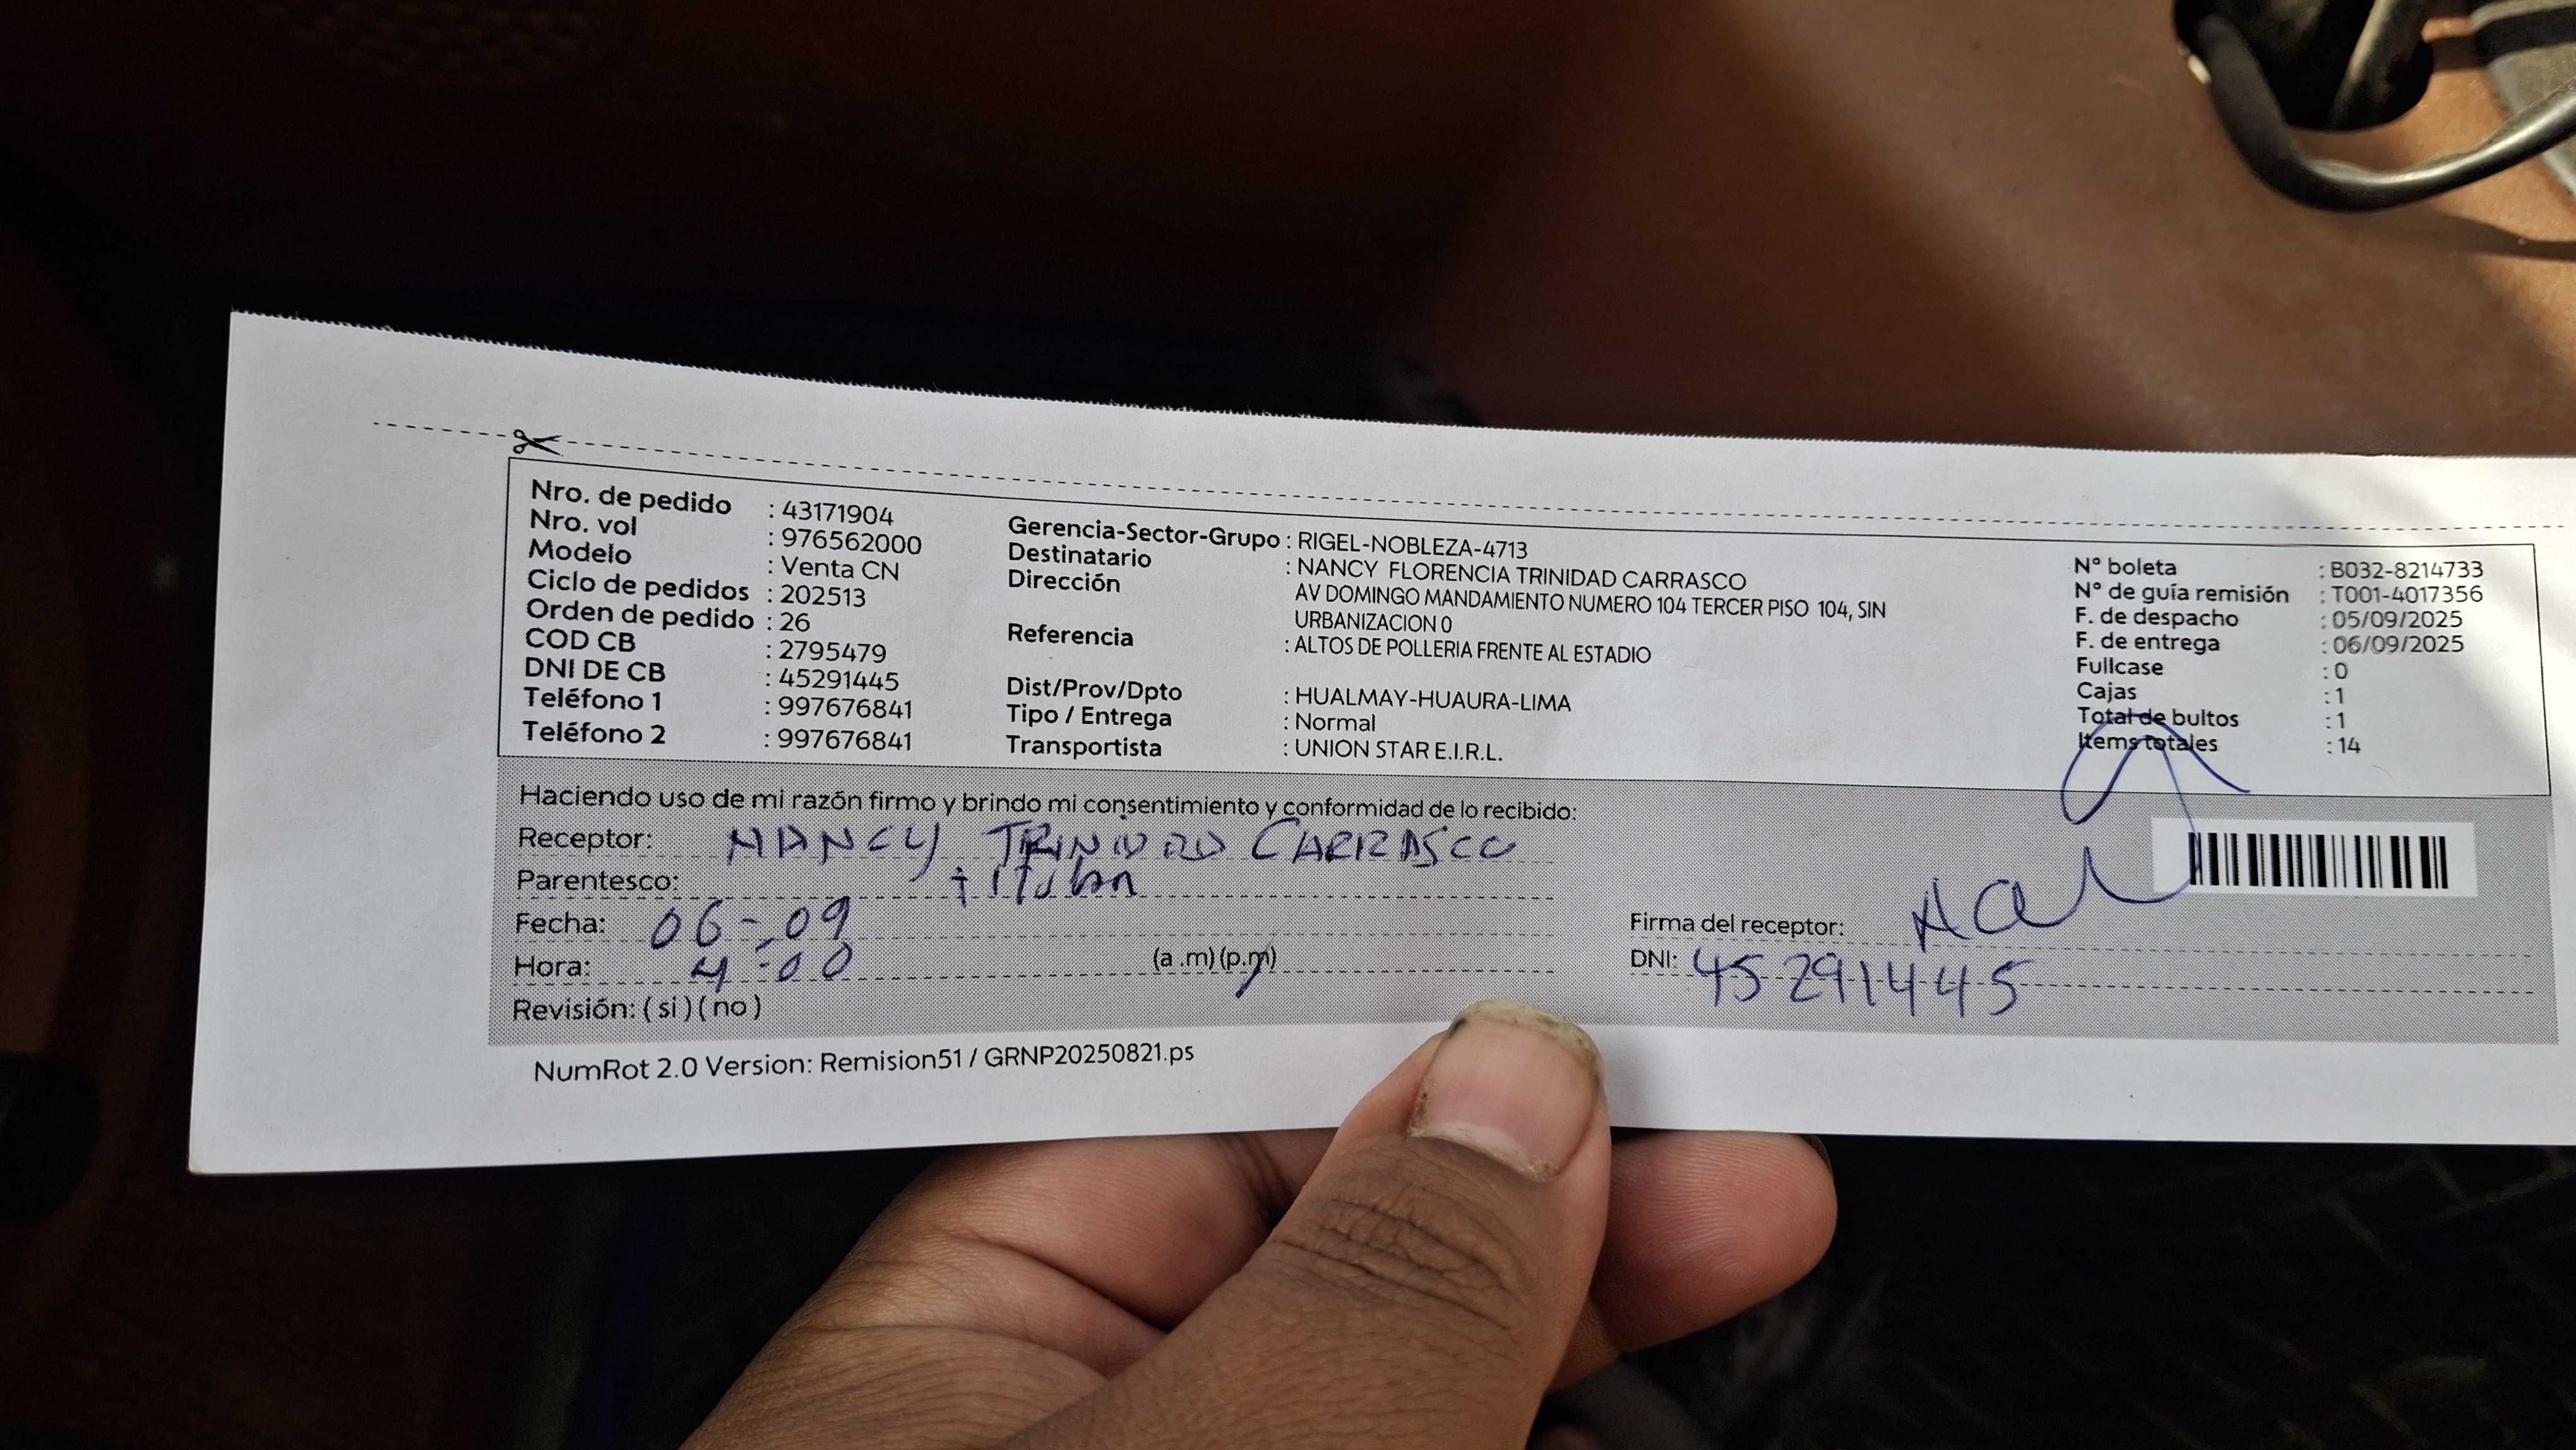 Nro. de pedido : 43171904
Nro. vol : 976562000
Modelo : Venta CN
Ciclo de pedidos : 202513
Orden de pedido : 26
COD CB : 2795479
DNI DE CB : 45291445
Teléfono 1 : 997676841
Teléfono 2 : 997676841
Gerencia-Sector-Grupo : RIGEL-NOBLEZA-4713
Destinatario : NANCY FLORENCIA TRINIDAD CARRASCO
Dirección AV DOMINGO MANDAMIENTO NUMERO 104 TERCER PISO 104, SIN
URBANIZACION 0
Referencia : ALTOS DE POLLERIA FRENTE AL ESTADIO
Dist/Prov/Dpto : HUALMAY-HUAURA-LIMA
Tipo / Entrega : Normal
Transportista : UNION STAR E.I.R.L.
N° boleta : B032-8214733
N° de guía remisión : T001-4017356
F. de despacho : 05/09/2025
F. de entrega : 06/09/2025
Fullcase : 0
Cajas : 1
Total de bultos : 1
Items totales : 14
Haciendo uso de mi razón firmo y brindo mi consentimiento y conformidad de lo recibido:
Receptor: NANCY TRINIDAD CARRASCO
Parentesco: titular
Fecha: 06-09
Hora: 4:00 (a .m) (p.m)
Revisión: ( si ) ( no )
Firma del receptor:
DNI: 45291445
NumRot 2.0 Version: Remision51 / GRNP20250821.ps